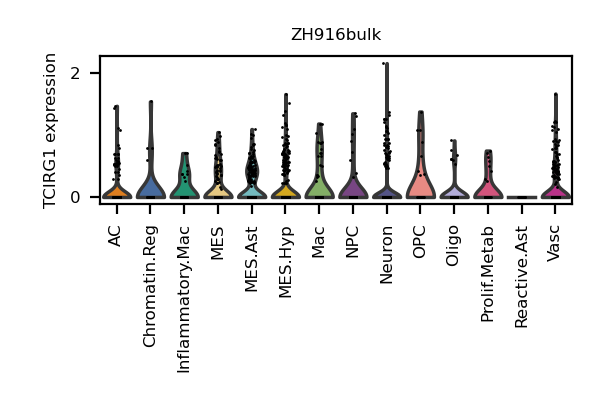 ZH916bulk
TCIRG1 expression
2
0
AC
Chromatin.Reg
Inflammatory.Mac
MES
MES.Ast
MES.Hyp
Mac
NPC
Neuron
OPC
Oligo
Prolif.Metab
Reactive.Ast
Vasc